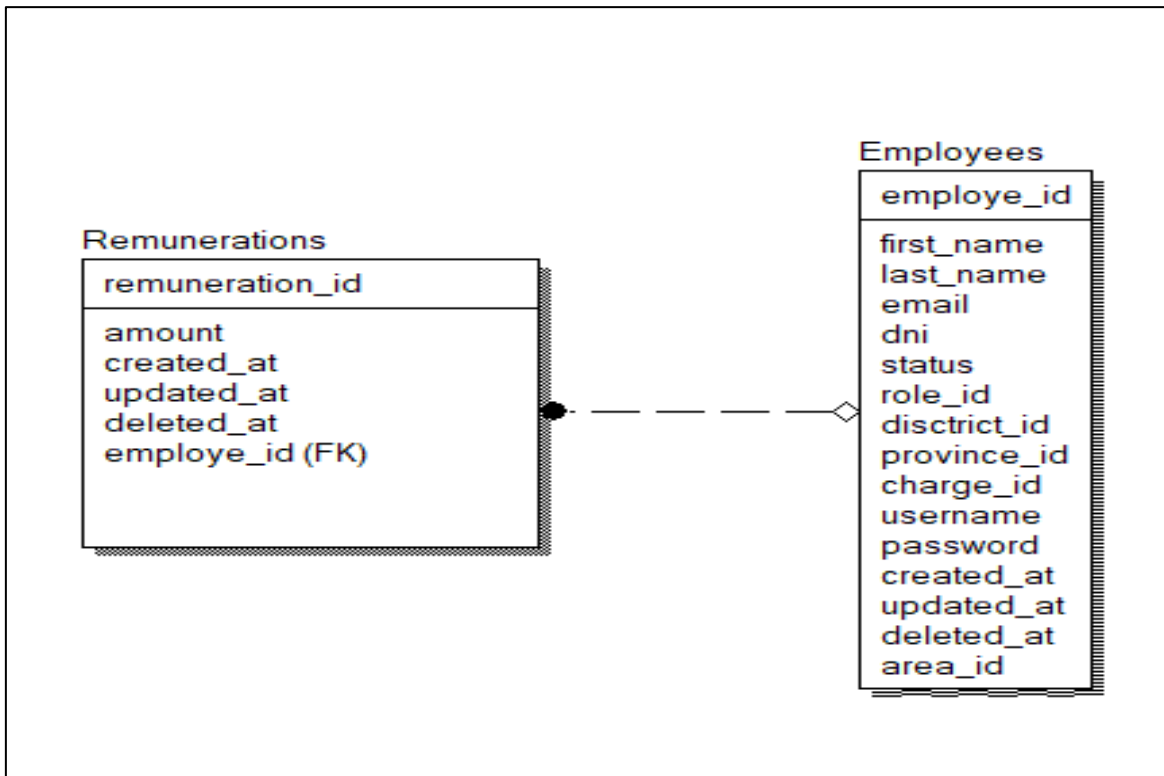 Remunerations
remuneration_id
amount
created_at
updated_at
deleted_at
employe_id (FK)
Employees
employe_id
first_name
last_name
email
dni
status
role_id
disctrict_id
province_id
charge_id
username
password
created_at
updated_at
deleted_at
area_id